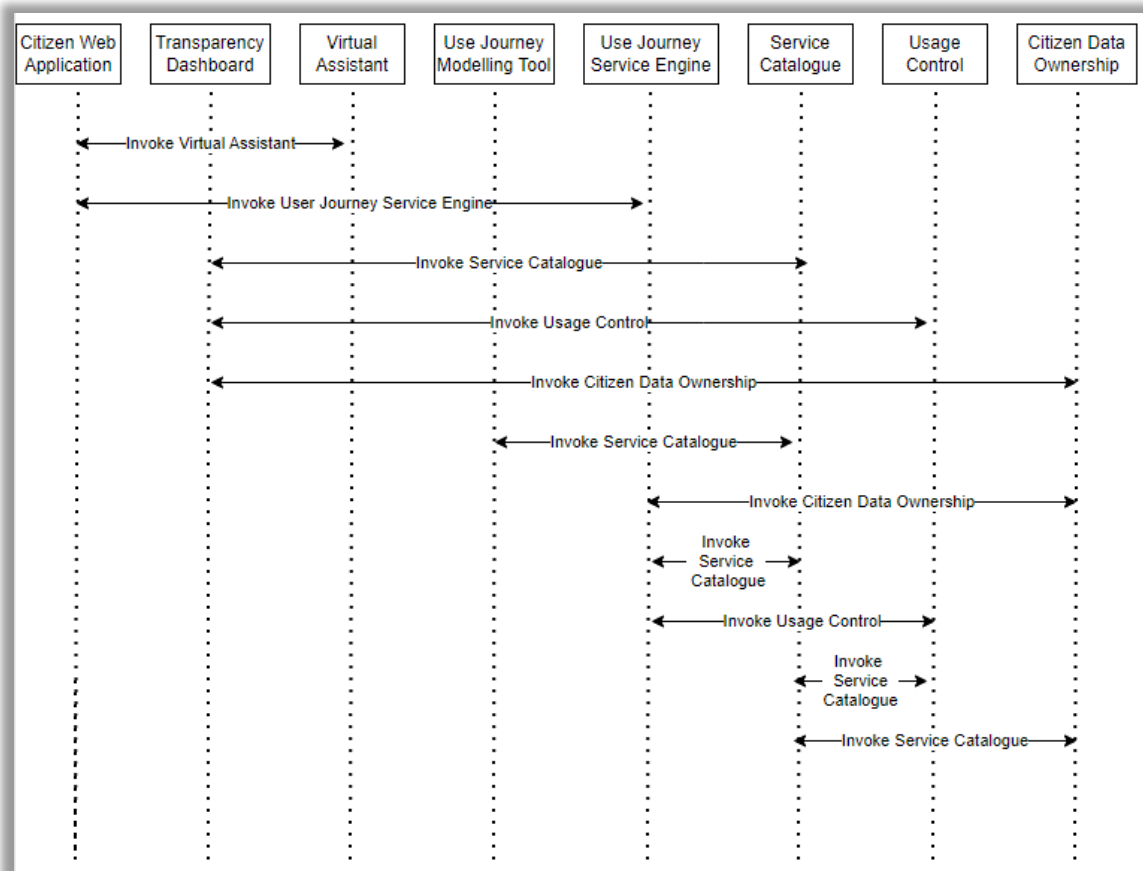 Citizen Web
Application
Transparency
Dashboard
Virtual
Assistant
Use Journey
Modelling Tool
Use Journey
Service Engine
Service
Catalogue
Usage
Control
Citizen Data
Ownership
Invoke Virtual Assistant
Invoke User Journey Service Engine
Invoke Service Catalogue
Invoke Usage Control
Invoke Citizen Data Ownership
Invoke Service Catalogue
Invoke Citizen Data Ownership
Invoke
Service
Catalogue
Invoke Usage Control
Invoke
Service
Catalogue
Invoke Service Catalogue